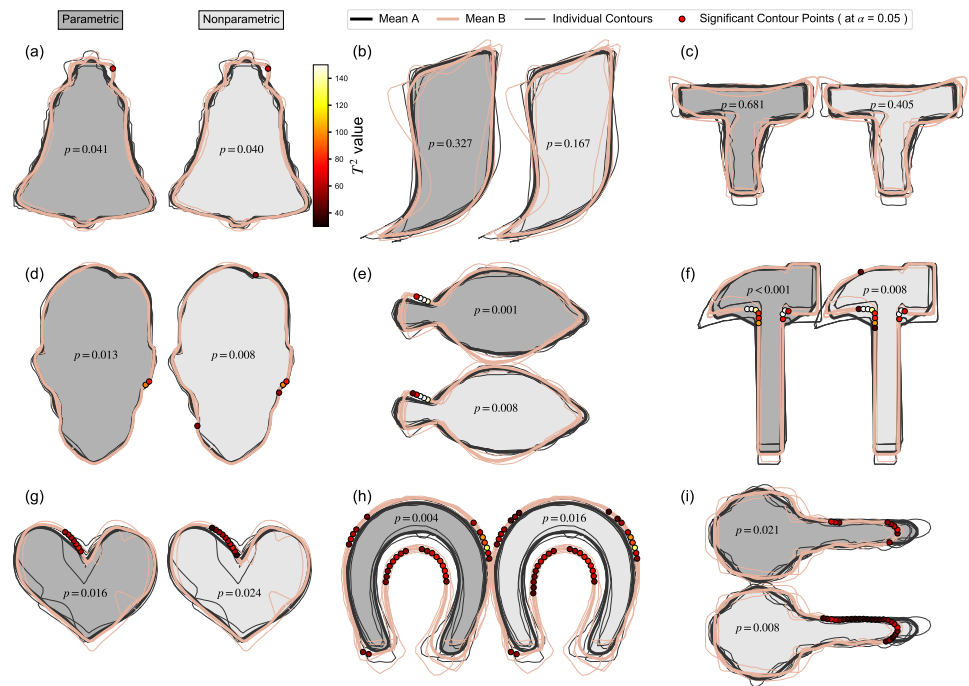 Parametric
Nonparametric
Mean A
Mean B
Individual Contours
Significant Contour Points ( at α = 0.05 )
(a)
p = 0.041
p = 0.040
140
120
100
80
60
40
T² value
(b)
p = 0.327
p = 0.167
(c)
p = 0.681
p = 0.405
(d)
p = 0.013
p = 0.008
(e)
p = 0.001
p = 0.008
(f)
p < 0.001
p = 0.008
(g)
p = 0.016
p = 0.024
(h)
p = 0.004
p = 0.016
(i)
p = 0.021
p = 0.008